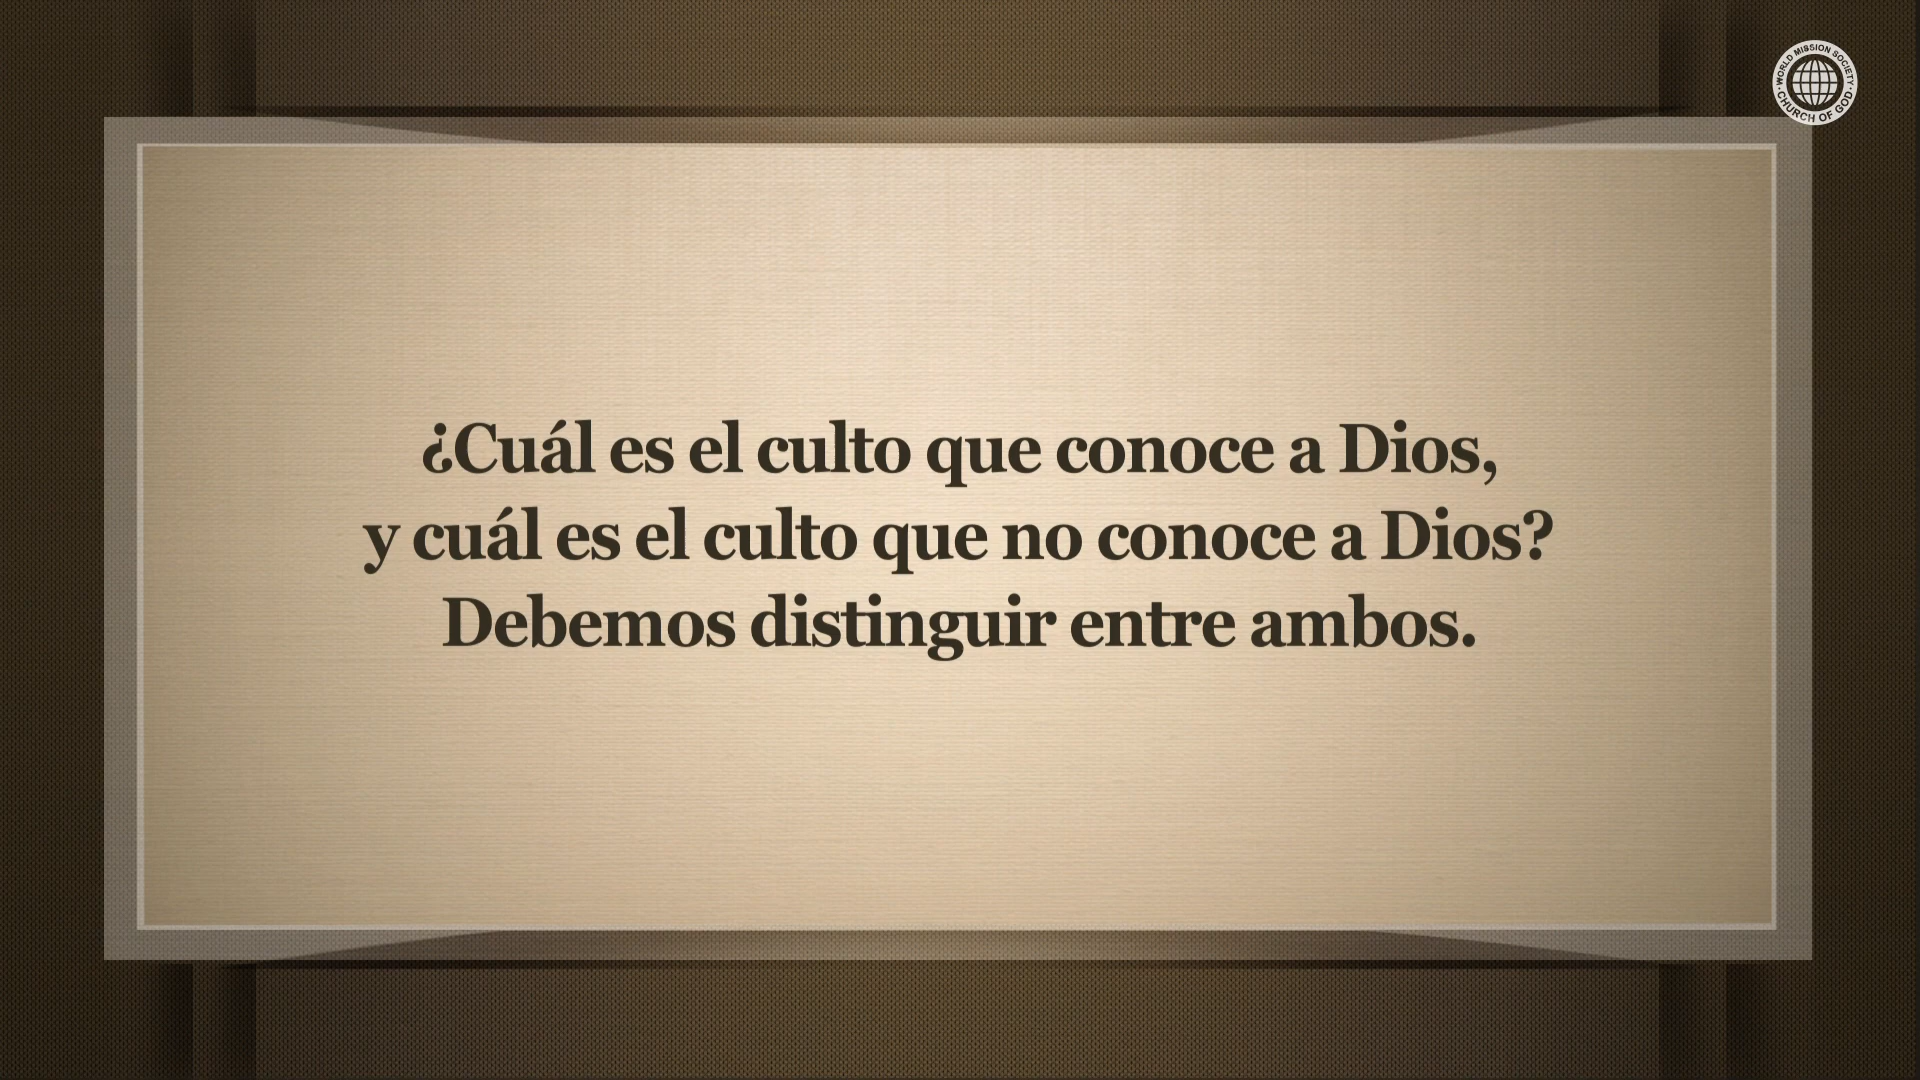 WORLD MISSION SOCIETY
CHURCH OF GOD
¿Cuál es el culto que conoce a Dios,
y cuál es el culto que no conoce a Dios?
Debemos distinguir entre ambos.